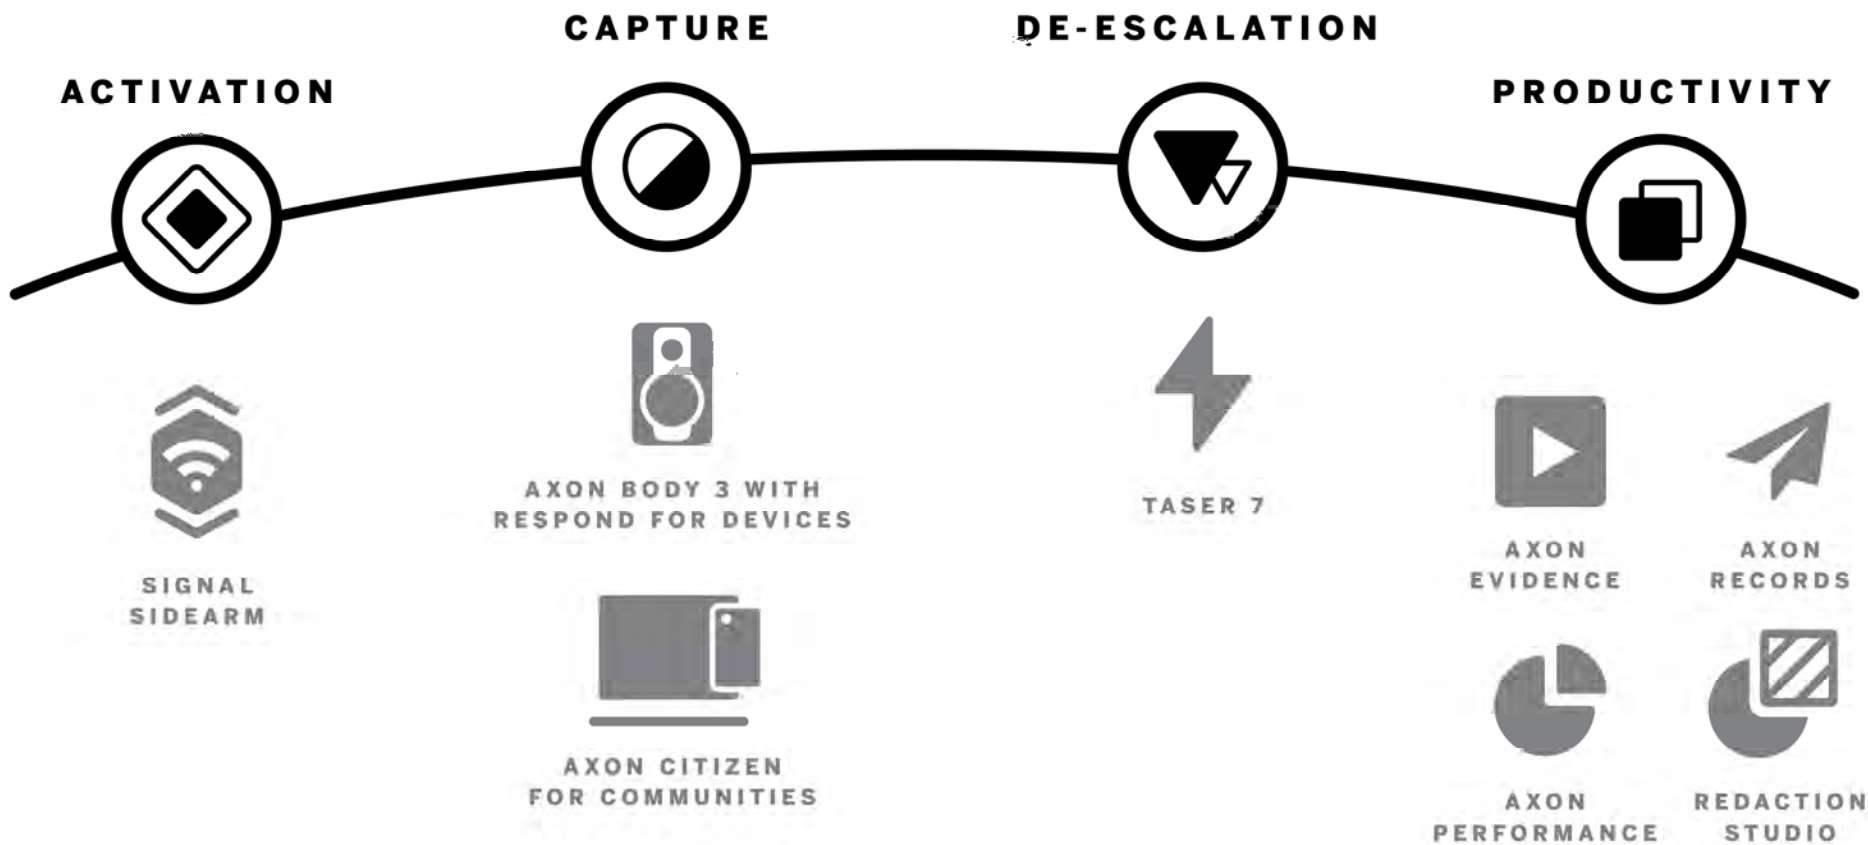 ACTIVATION
CAPTURE
DE-ESCALATION
PRODUCTIVITY
SIGNAL
SIDEARM
AXON BODY 3 WITH
RESPOND FOR DEVICES
AXON CITIZEN
FOR COMMUNITIES
TASER 7
AXON
EVIDENCE
AXON
RECORDS
AXON
PERFORMANCE
REDACTION
STUDIO